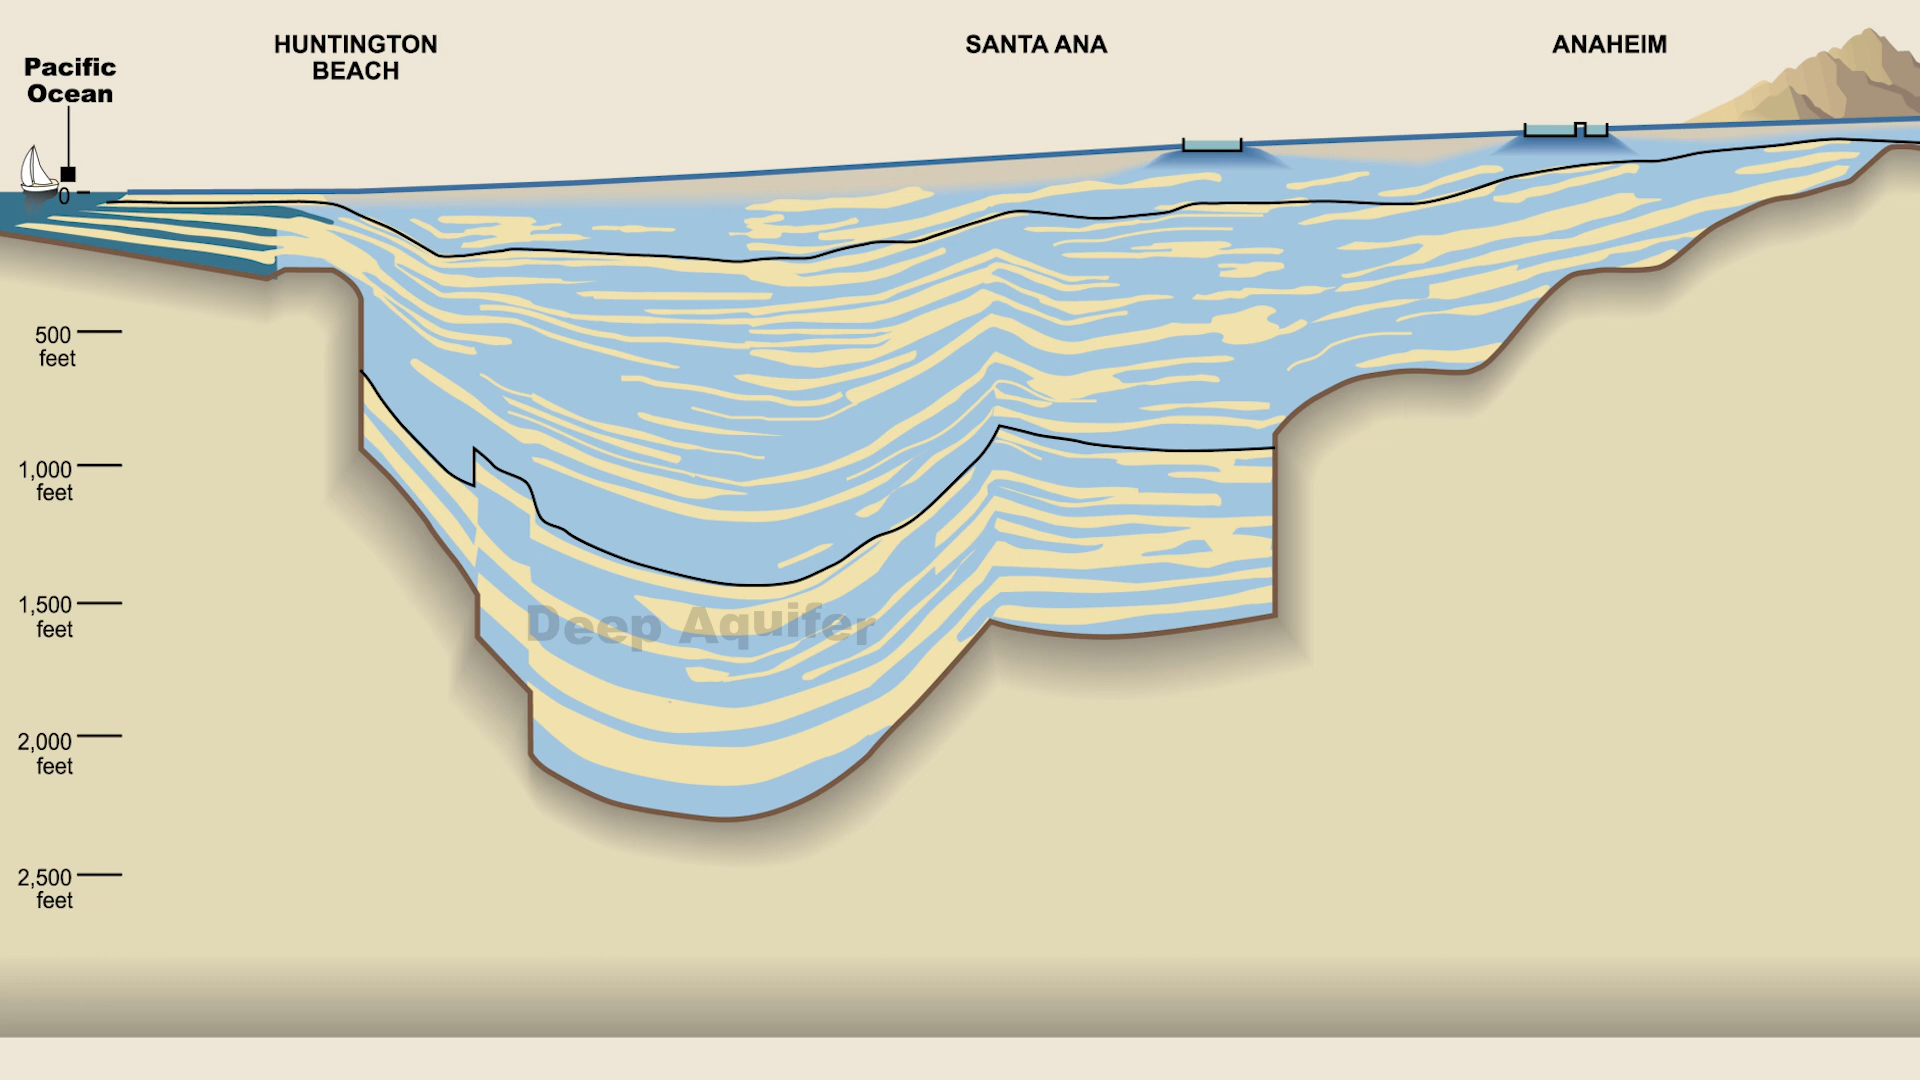 HUNTINGTON
BEACH
SANTA ANA
ANAHEIM
Pacific
Ocean
0
500
feet
1,000
feet
1,500
feet
Deep Aquifer
2,000
feet
2,500
feet